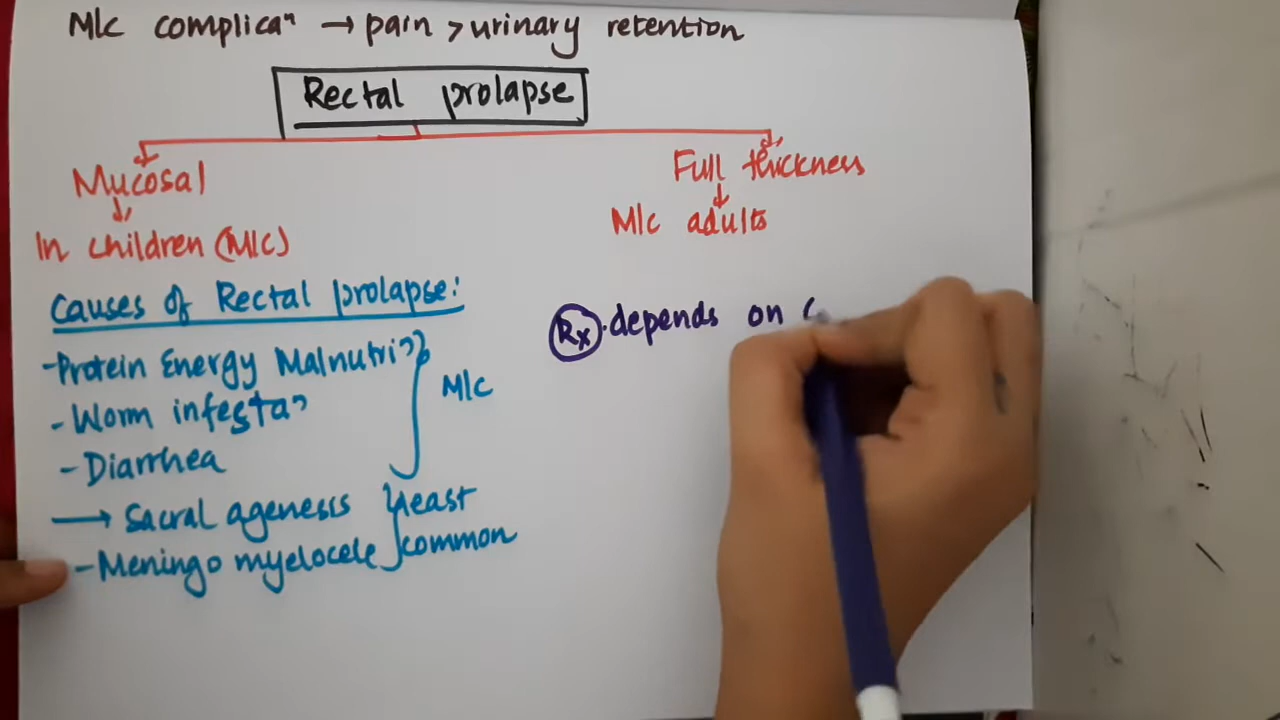 Mlc complicaⁿ → pain > urinary retention
Rectal prolapse
Mucosal
Full thickness
In children (Mlc)
Mlc adults
Causes of Rectal prolapse:
Rx . depends on
- Protein Energy Malnutriⁿ
Mlc
- Worm infestaⁿ
- Diarrhea
→ Sacral agenesis
least
- Meningo myelocele
common